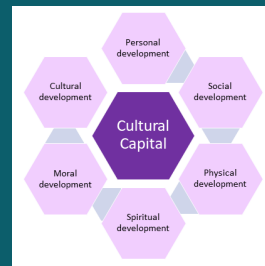 Personal
development
Social
development
Physical
development
Spiritual
development
Moral
development
Cultural
development
Cultural
Capital